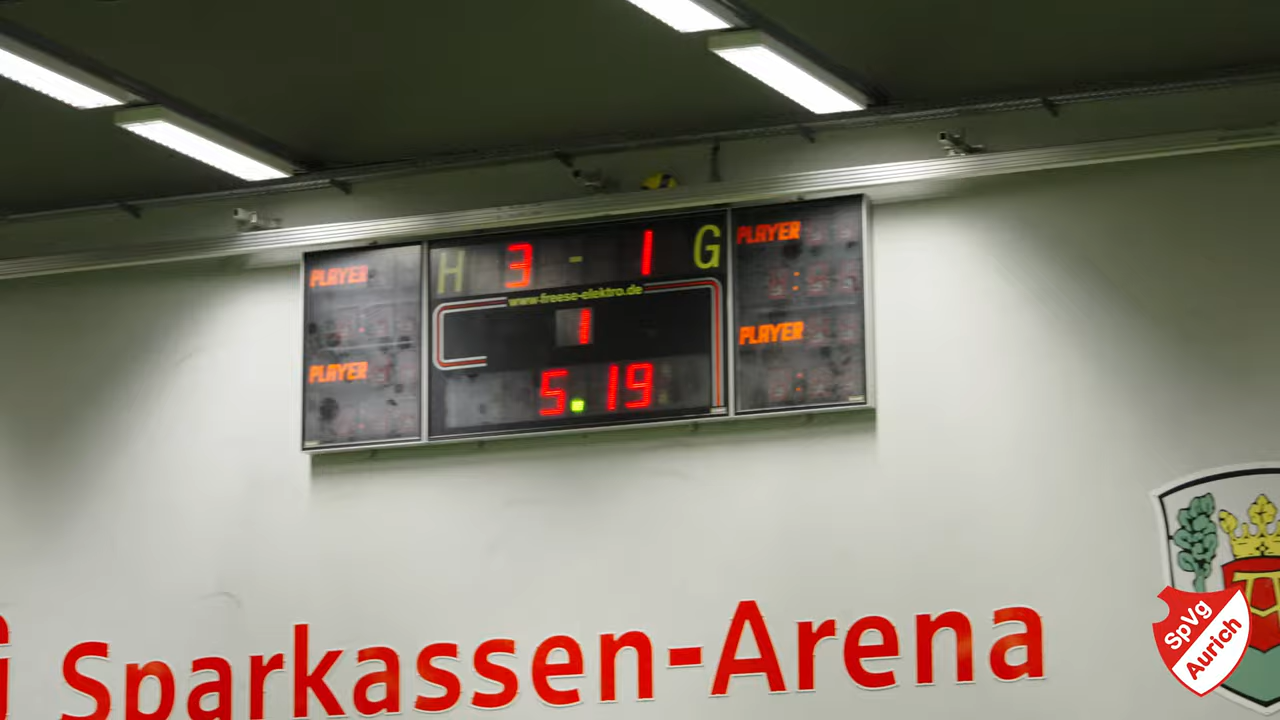 PLAYER
H 3 - 1 G
PLAYER
www.freese-elektro.de
1
PLAYER
PLAYER
5.19
Sparkassen-Arena
SpVg
Aurich